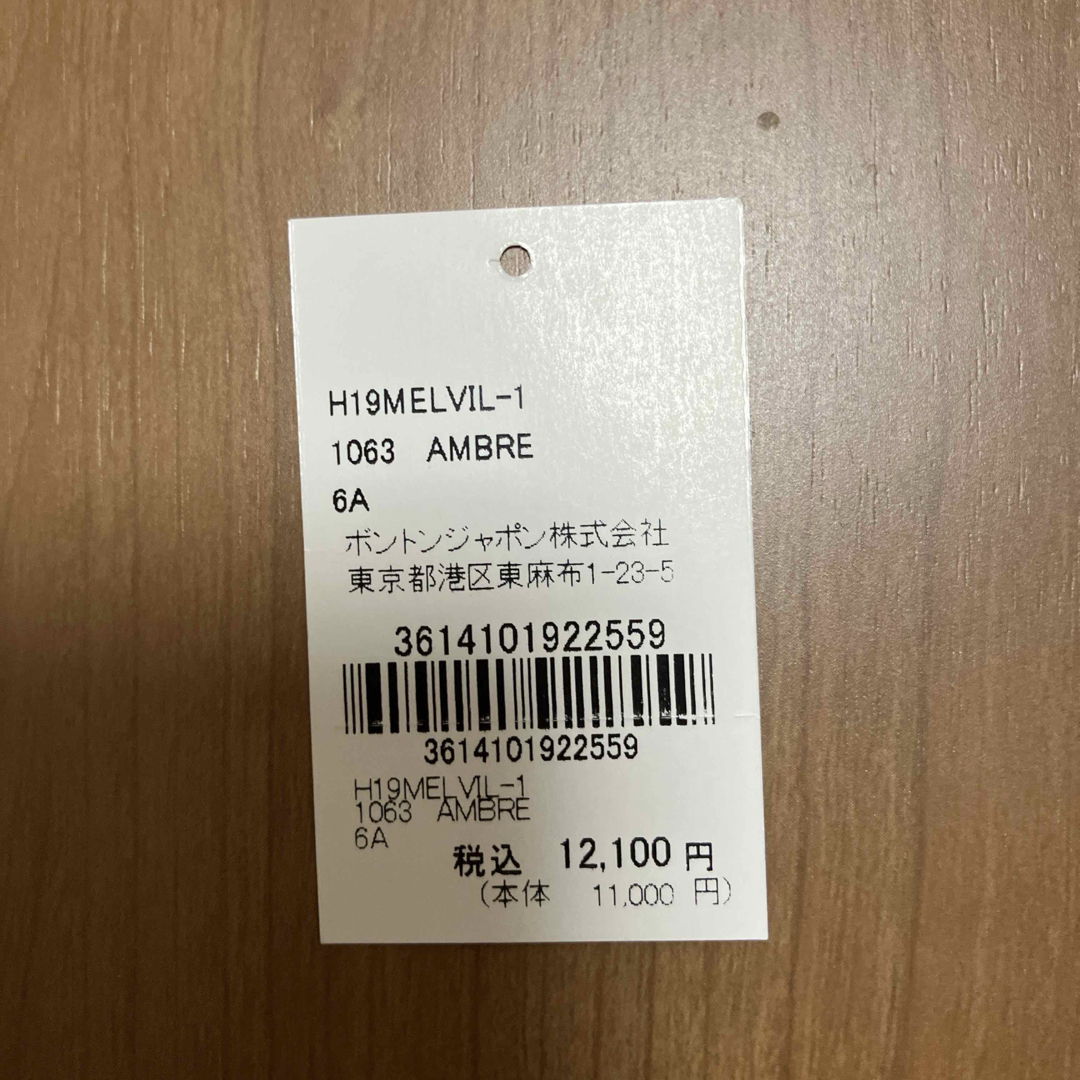 H19MELVIL-1
1063 AMBRE
6A
ボントンジャポン株式会社
東京都港区東麻布1-23-5
3614101922559
3614101922559
H19MELVIL-1
1063 AMBRE
6A
税込 12,100 円
(本体 11,000 円)